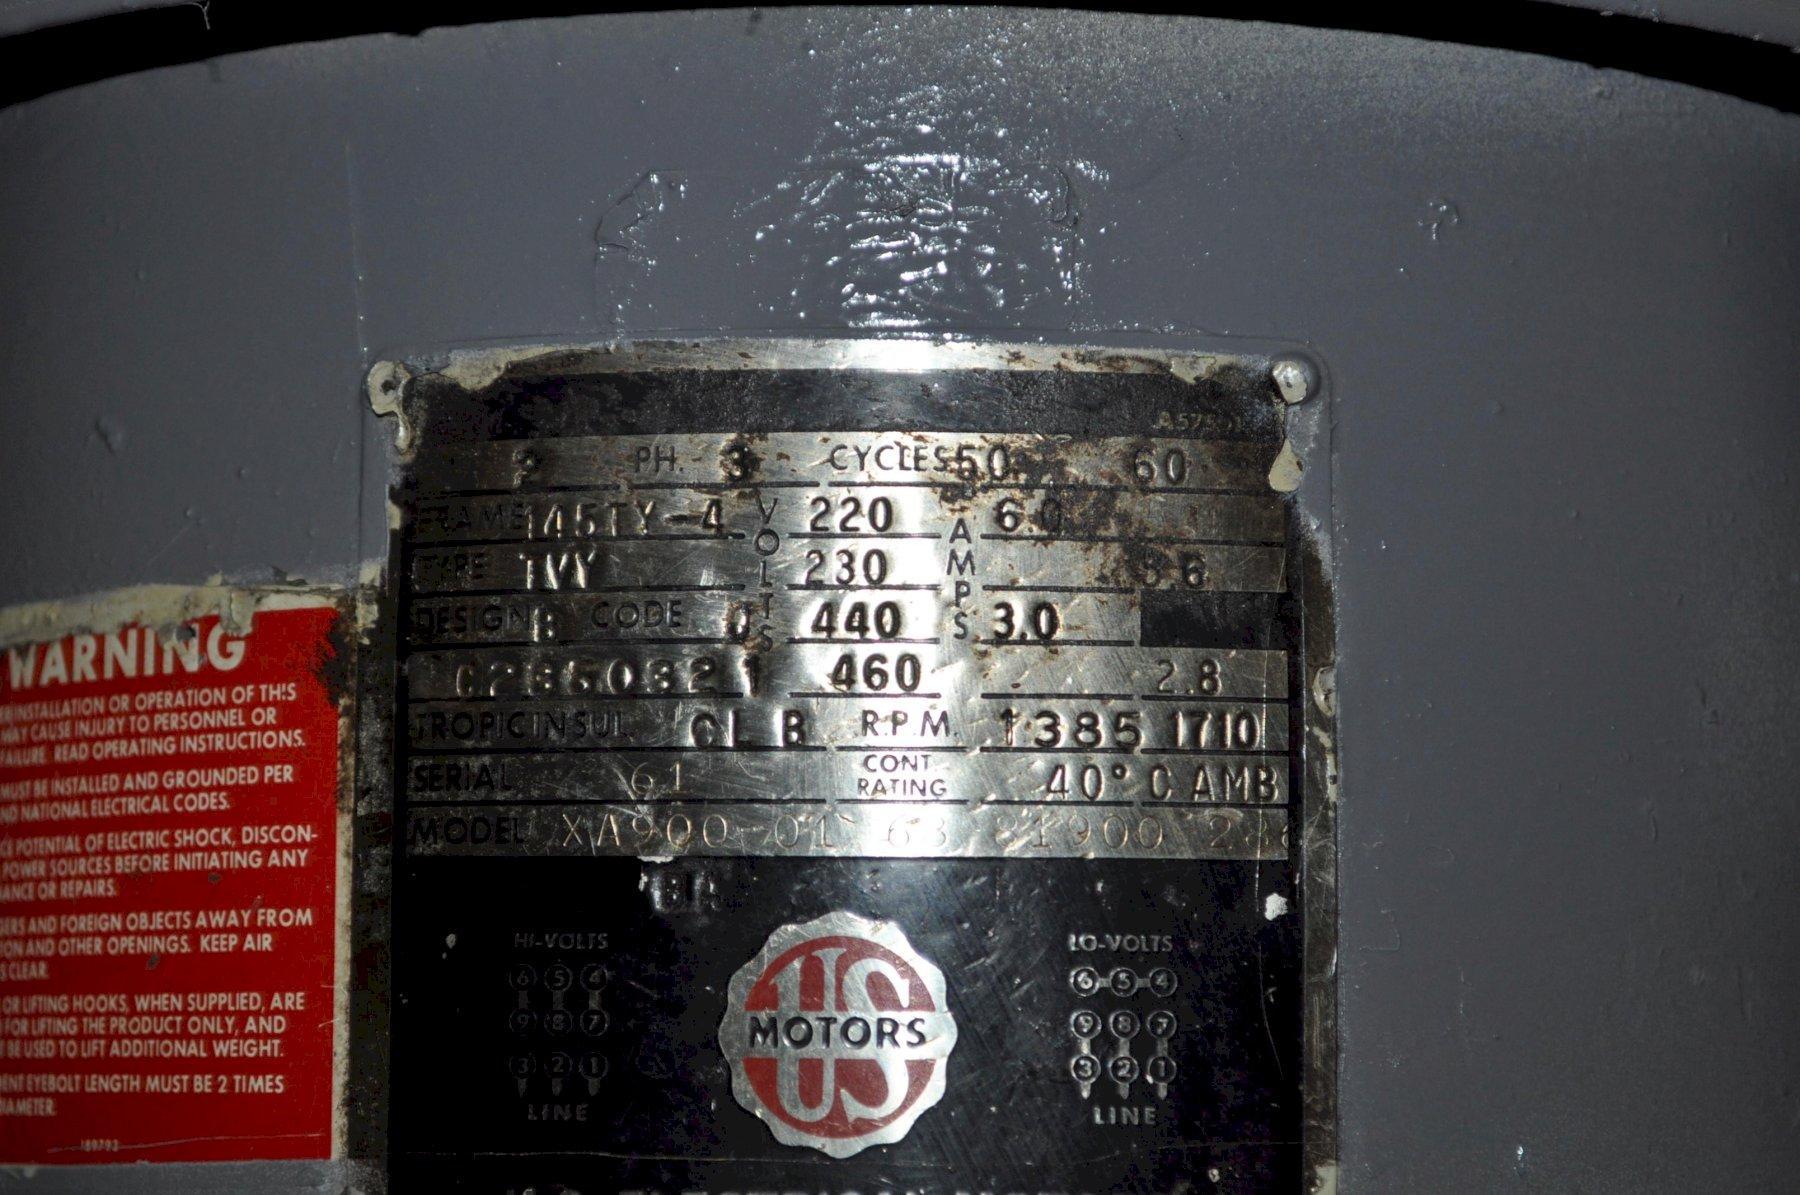 2 PH. 3 CYCLES 50 60
FRAME 145TY-4 VOLTS 220 AMPS 6.0
TYPE TVY 230 5.6
DESIGN B CODE 440 3.0
460 2.8
TROPIC INSUL CL B R.P.M. 1385 1710
SERIAL 61 CONT RATING 40° C AMB
MODEL XA900-01
HI-VOLTS
6 5 4
9 8 7
3 2 1
LINE
US MOTORS
LO-VOLTS
6 5 4
9 8 7
3 2 1
LINE
WARNING
INSTALLATION OR OPERATION OF THIS
MAY CAUSE INJURY TO PERSONNEL OR
FAILURE. READ OPERATING INSTRUCTIONS.
MUST BE INSTALLED AND GROUNDED PER
AND NATIONAL ELECTRICAL CODES.
POTENTIAL OF ELECTRIC SHOCK, DISCON-
POWER SOURCES BEFORE INITIATING ANY
OR REPAIRS.
AND FOREIGN OBJECTS AWAY FROM
AND OTHER OPENINGS. KEEP AIR
CLEAR.
OR LIFTING HOOKS, WHEN SUPPLIED, ARE
FOR LIFTING THE PRODUCT ONLY, AND
BE USED TO LIFT ADDITIONAL WEIGHT.
EYEBOLT LENGTH MUST BE 2 TIMES
DIAMETER.